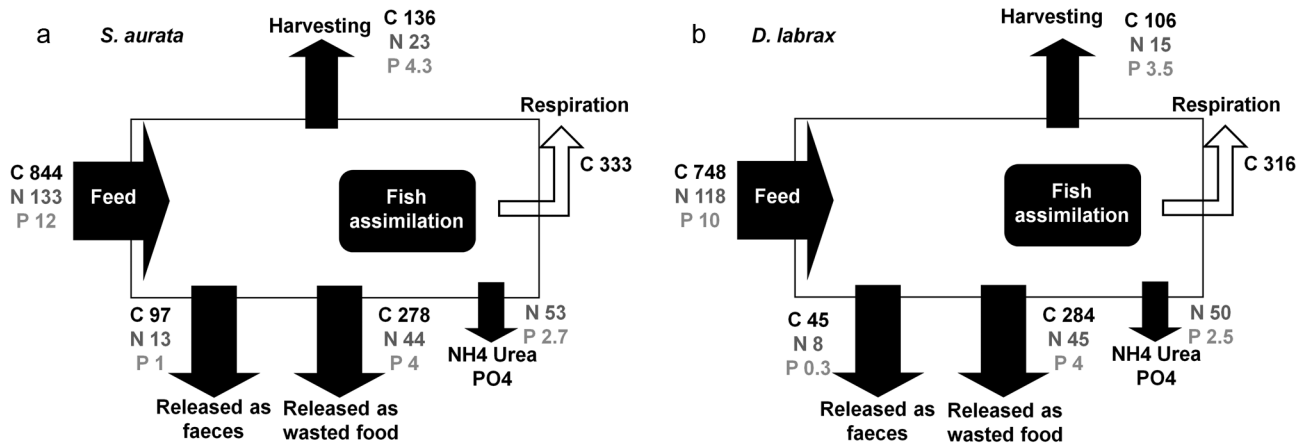 a
S. aurata
Harvesting
C 136
N 23
P 4.3
Respiration
C 333
C 844
N 133
P 12
Feed
Fish
assimilation
C 97
N 13
P 1
C 278
N 44
P 4
N 53
P 2.7
NH4 Urea
PO4
Released as
faeces
Released as
wasted food
b
D. labrax
Harvesting
C 106
N 15
P 3.5
Respiration
C 316
C 748
N 118
P 10
Feed
Fish
assimilation
C 45
N 8
P 0.3
C 284
N 45
P 4
N 50
P 2.5
NH4 Urea
PO4
Released as
faeces
Released as
wasted food